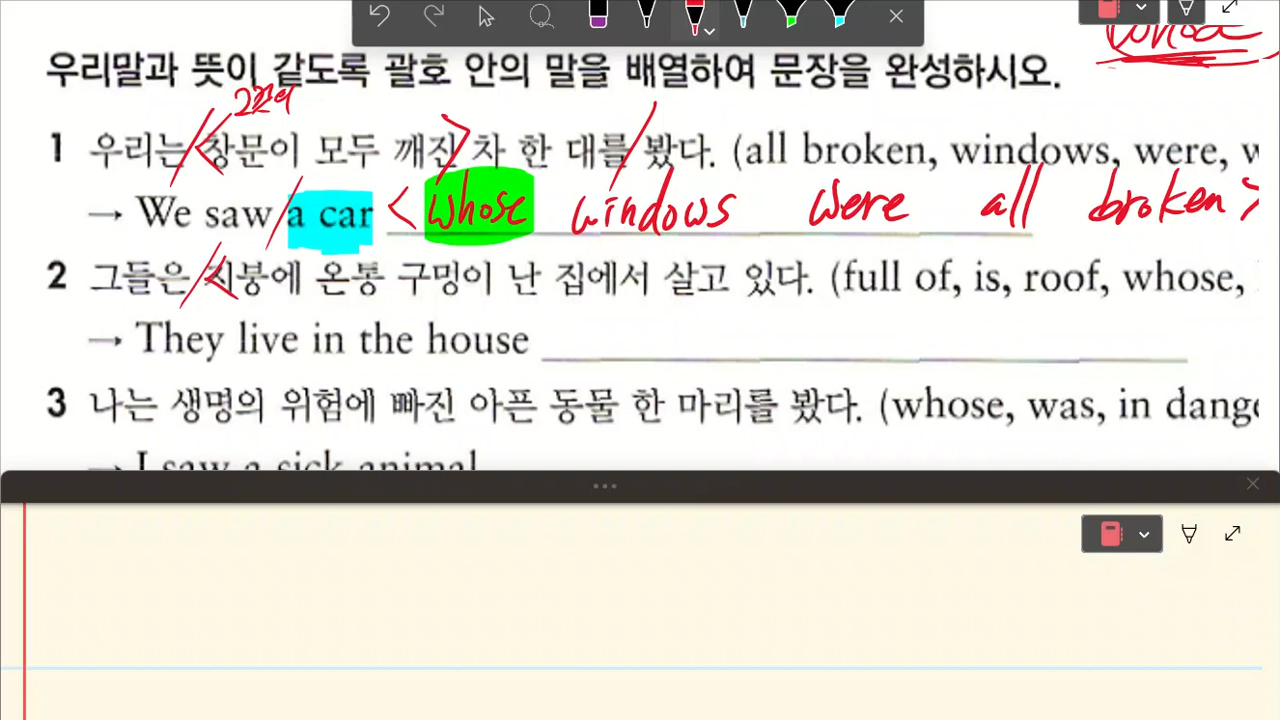 우리말과 뜻이 같도록 괄호 안의 말을 배열하여 문장을 완성하시오.
1 우리는 창문이 모두 깨진 차 한 대를 봤다. (all broken, windows, were,
→ We saw a car < whose windows were all broken >
2 그들은 지붕에 온통 구멍이 난 집에서 살고 있다. (full of, is, roof, whose,
→ They live in the house
3 나는 생명의 위험에 빠진 아픈 동물 한 마리를 봤다. (whose, was, in dange
→ I saw a sick animal